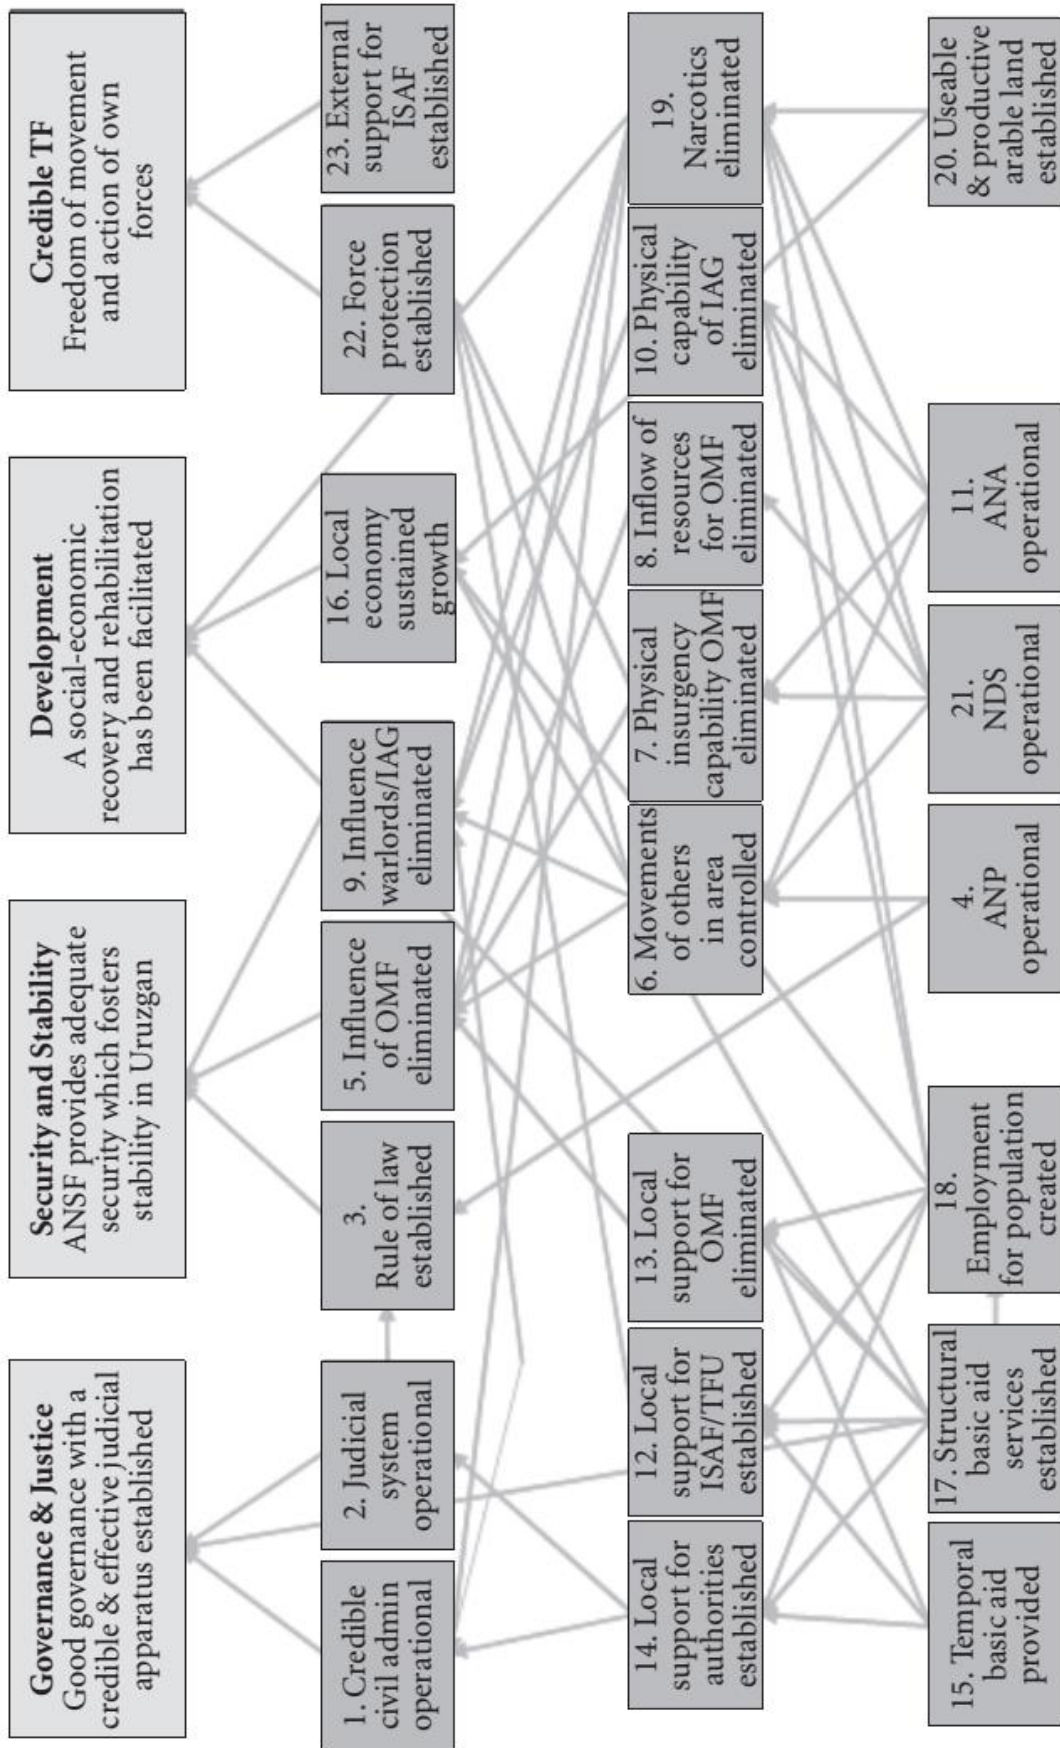 Governance & Justice
Good governance with a
credible & effective judicial
apparatus established
Security and Stability
ANSF provides adequate
security which fosters
stability in Uruzgan
Development
A social-economic
recovery and rehabilitation
has been facilitated
Credible TF
Freedom of movement
and action of own
forces
1. Credible
civil admin
operational
2. Judicial
system
operational
3.
Rule of law
established
5. Influence
of OMF
eliminated
9. Influence
warlords/IAG
eliminated
16. Local
economy
sustained
growth
22. Force
protection
established
23. External
support for
ISAF
established
14. Local
support for
authorities
established
12. Local
support for
ISAF/TFU
established
13. Local
support for
OMF
eliminated
6. Movements
of others
in area
controlled
7. Physical
insurgency
capability OMF
eliminated
8. Inflow of
resources
for OMF
eliminated
10. Physical
capability
of IAG
eliminated
19.
Narcotics
eliminated
15. Temporal
basic aid
provided
17. Structural
basic aid
services
established
18.
Employment
for population
created
4.
ANP
operational
21.
NDS
operational
11.
ANA
operational
20. Useable
& productive
arable land
established